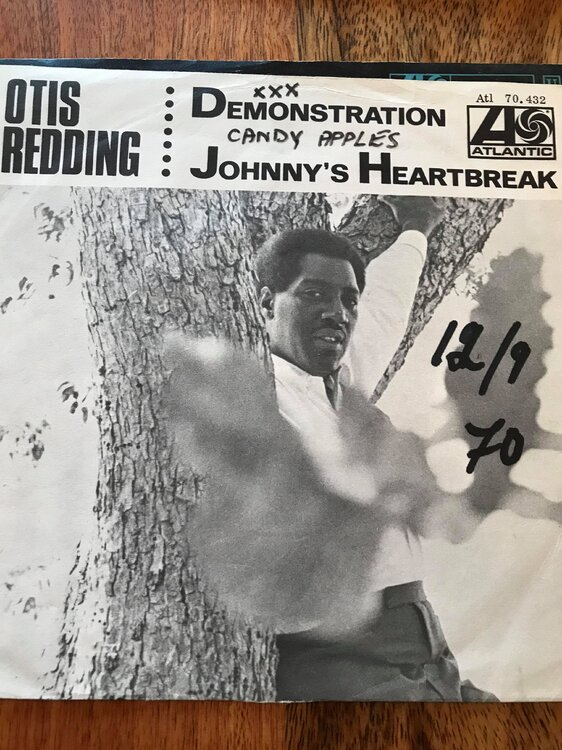 OTIS
REDDING
xxx
DEMONSTRATION
CANDY APPLES
JOHNNY'S HEARTBREAK
Atl 70.432
ATLANTIC
12/9
70